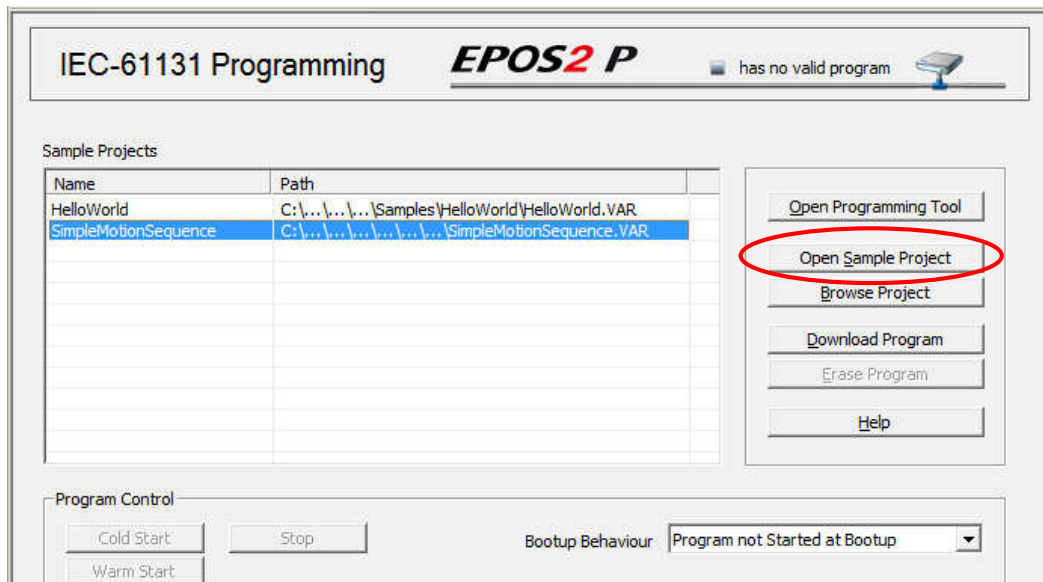 IEC-61131 Programming
EPOS2 P
has no valid program
Sample Projects
Name Path
HelloWorld C:\...\...\...\Samples\HelloWorld\HelloWorld.VAR
SimpleMotionSequence C:\...\...\...\...\...\...\SimpleMotionSequence.VAR
Open Programming Tool
Open Sample Project
Browse Project
Download Program
Erase Program
Help
Program Control
Cold Start Stop
Bootup Behaviour Program not Started at Bootup
Warm Start